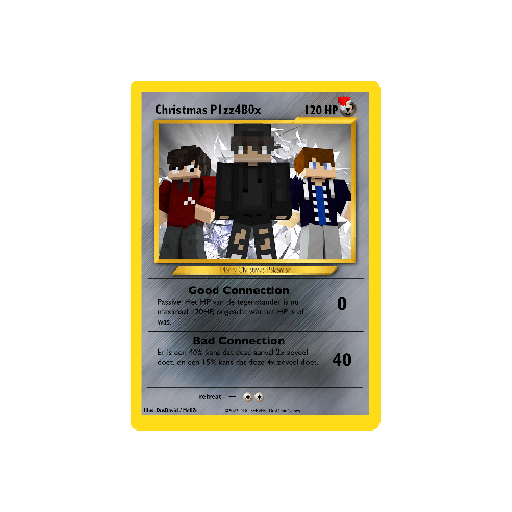 Christmas P1zz4B0x 120 HP
Good Connection
Passive: Het HP van de tegenstander is nu
maximaal 120HP, ongeacht wat het HP is of
was.
0
Bad Connection
Er is een 40% kans dat deze aanval 2x zoveel
doet, en een 15% kans dat deze 4x zoveel doet.
40
retreat
Illus.